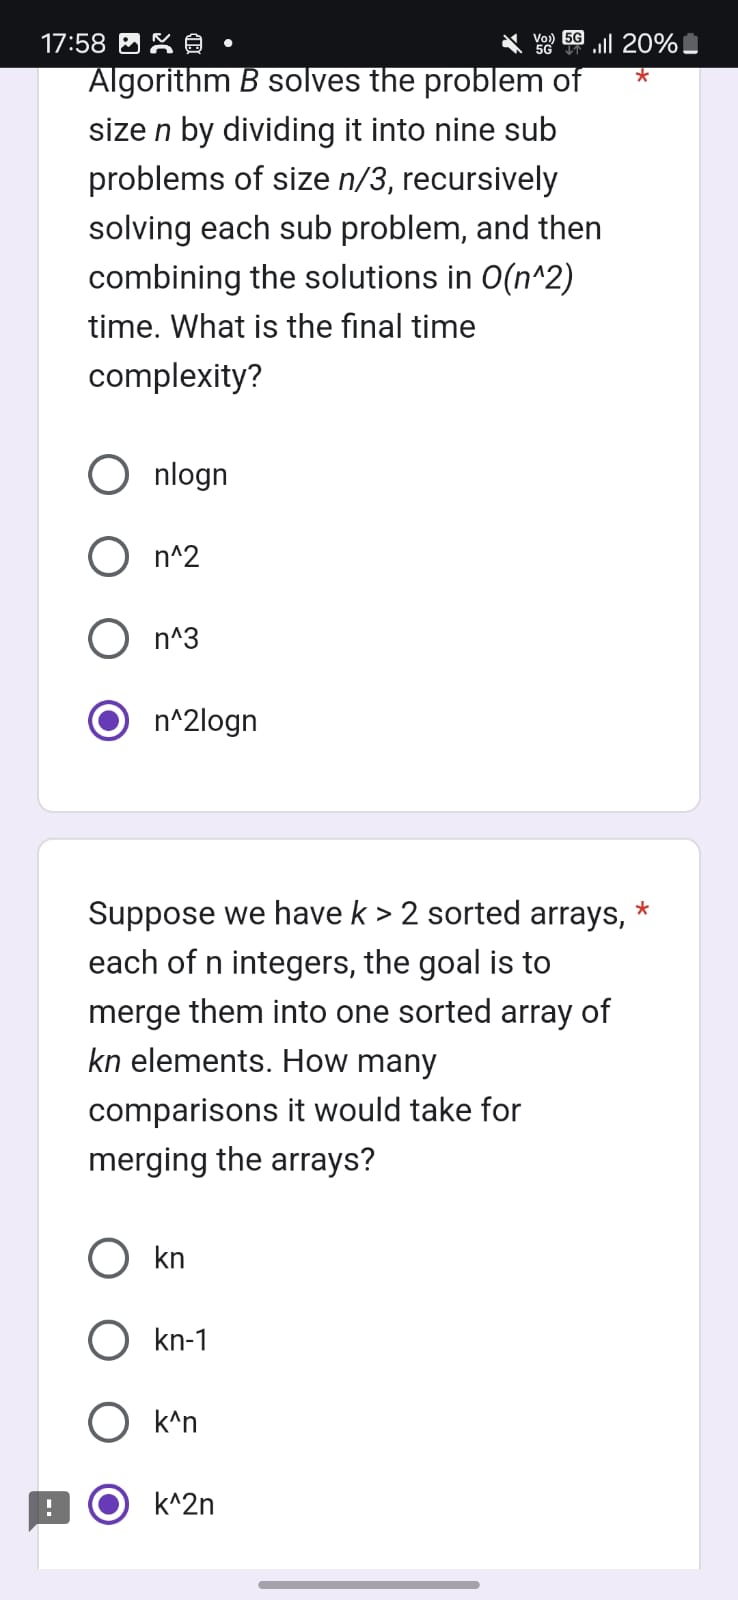 17:58
Vo))
5G
5G
20%
Algorithm B solves the problem of *
size n by dividing it into nine sub
problems of size n/3, recursively
solving each sub problem, and then
combining the solutions in O(n^2)
time. What is the final time
complexity?
nlogn
n^2
n^3
n^2logn
Suppose we have k > 2 sorted arrays, *
each of n integers, the goal is to
merge them into one sorted array of
kn elements. How many
comparisons it would take for
merging the arrays?
kn
kn-1
k^n
k^2n